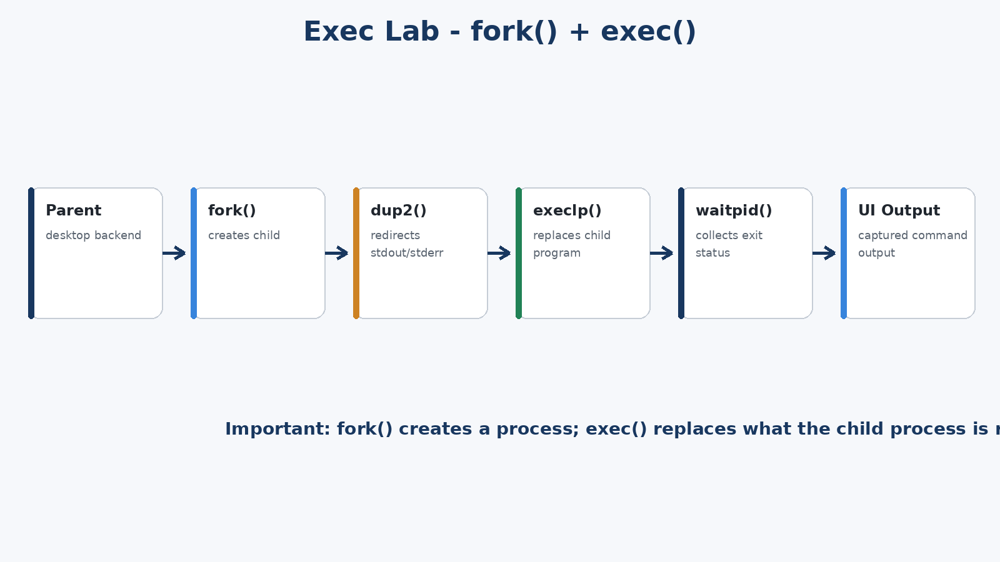 Exec Lab - fork() + exec()
Parent
desktop backend
fork()
creates child
dup2()
redirects
stdout/stderr
execlp()
replaces child
program
waitpid()
collects exit
status
UI Output
captured command
output
Important: fork() creates a process; exec() replaces what the child process is